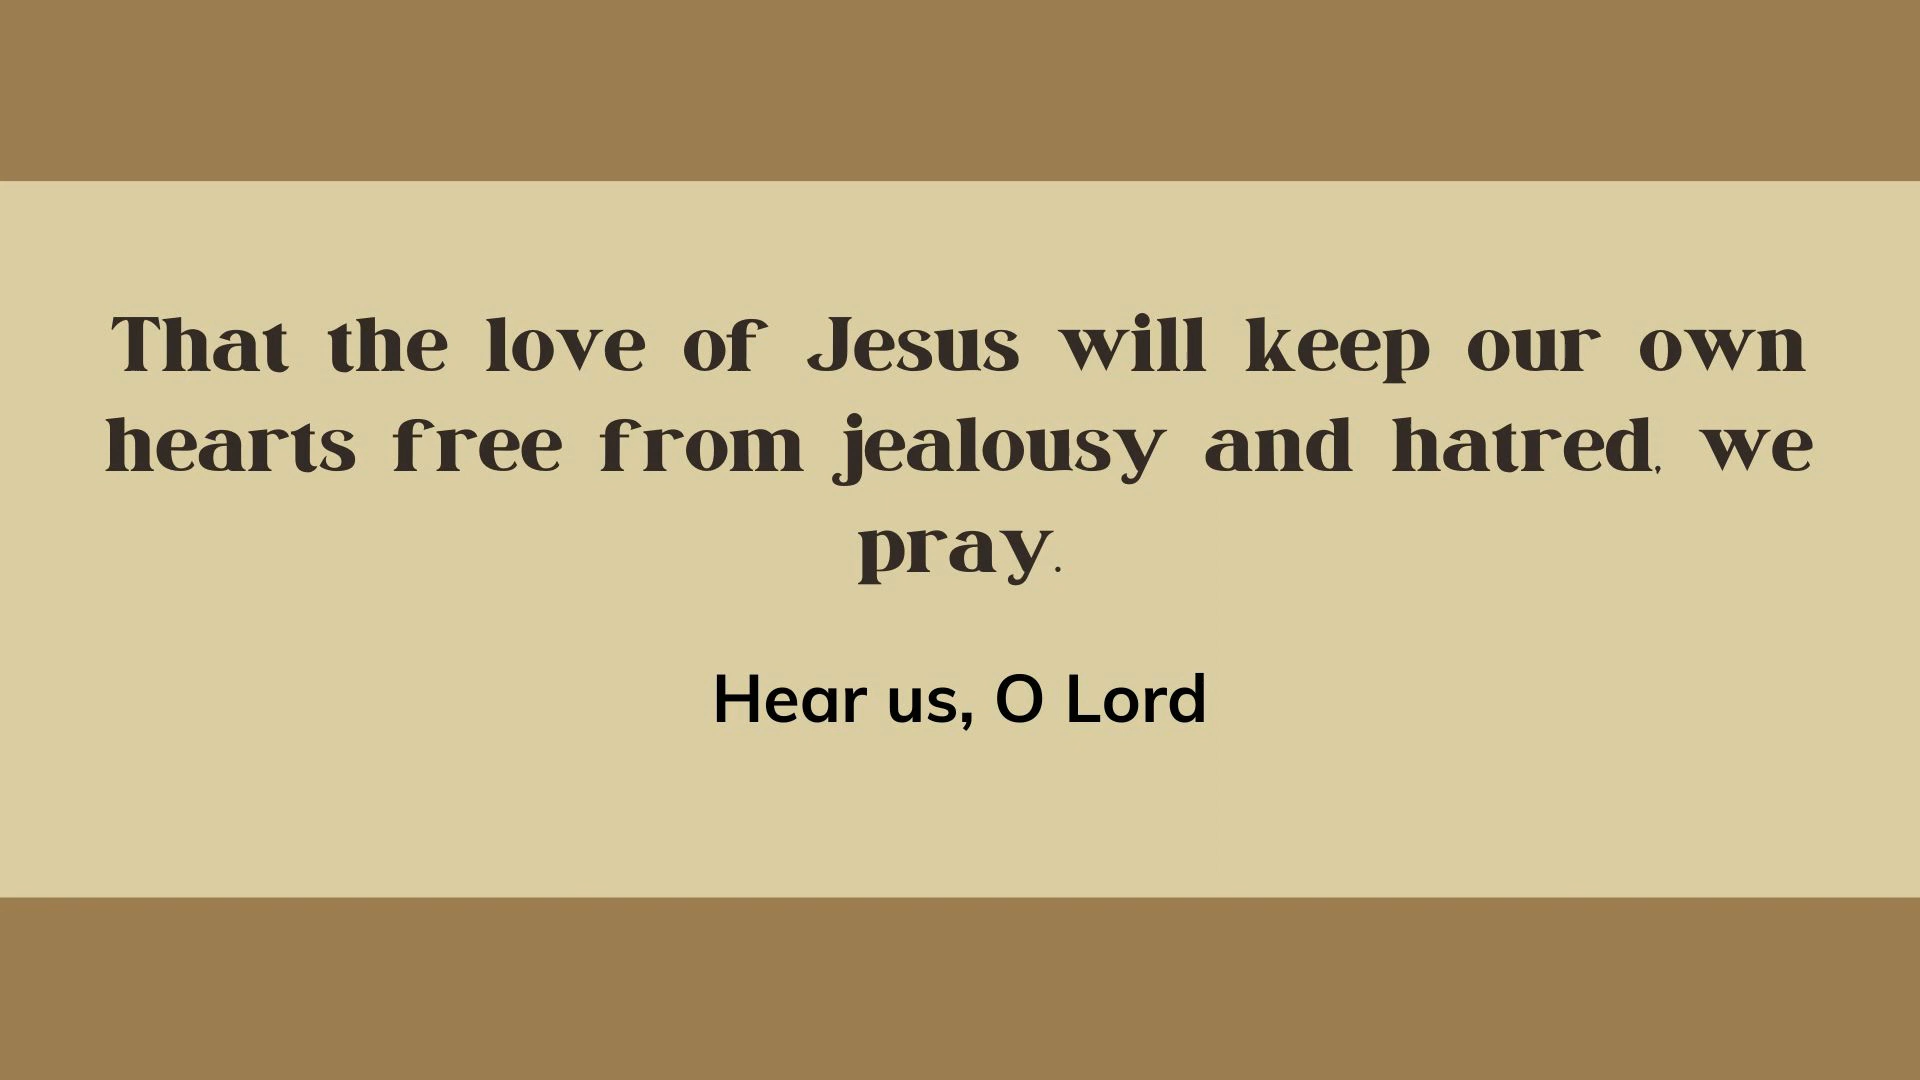 That the love of Jesus will keep our own
hearts free from jealousy and hatred, we
pray.
Hear us, O Lord